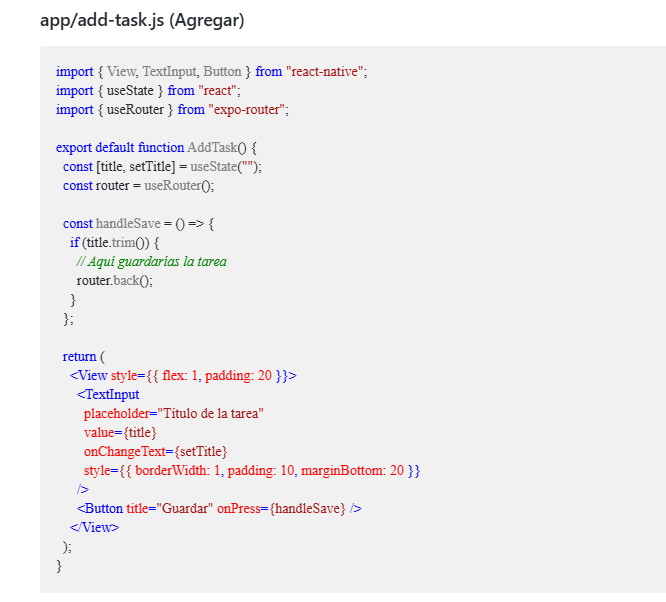 app/add-task.js (Agregar)
import { View, TextInput, Button } from "react-native";
import { useState } from "react";
import { useRouter } from "expo-router";
export default function AddTask() {
const [title, setTitle] = useState("");
const router = useRouter();
const handleSave = () => {
if (title.trim()) {
// Aquí guardarías la tarea
router.back();
}
};
return (
<View style={{ flex: 1, padding: 20 }}>
<TextInput
placeholder="Título de la tarea"
value={title}
onChangeText={setTitle}
style={{ borderWidth: 1, padding: 10, marginBottom: 20 }}
/>
<Button title="Guardar" onPress={handleSave} />
</View>
);
}